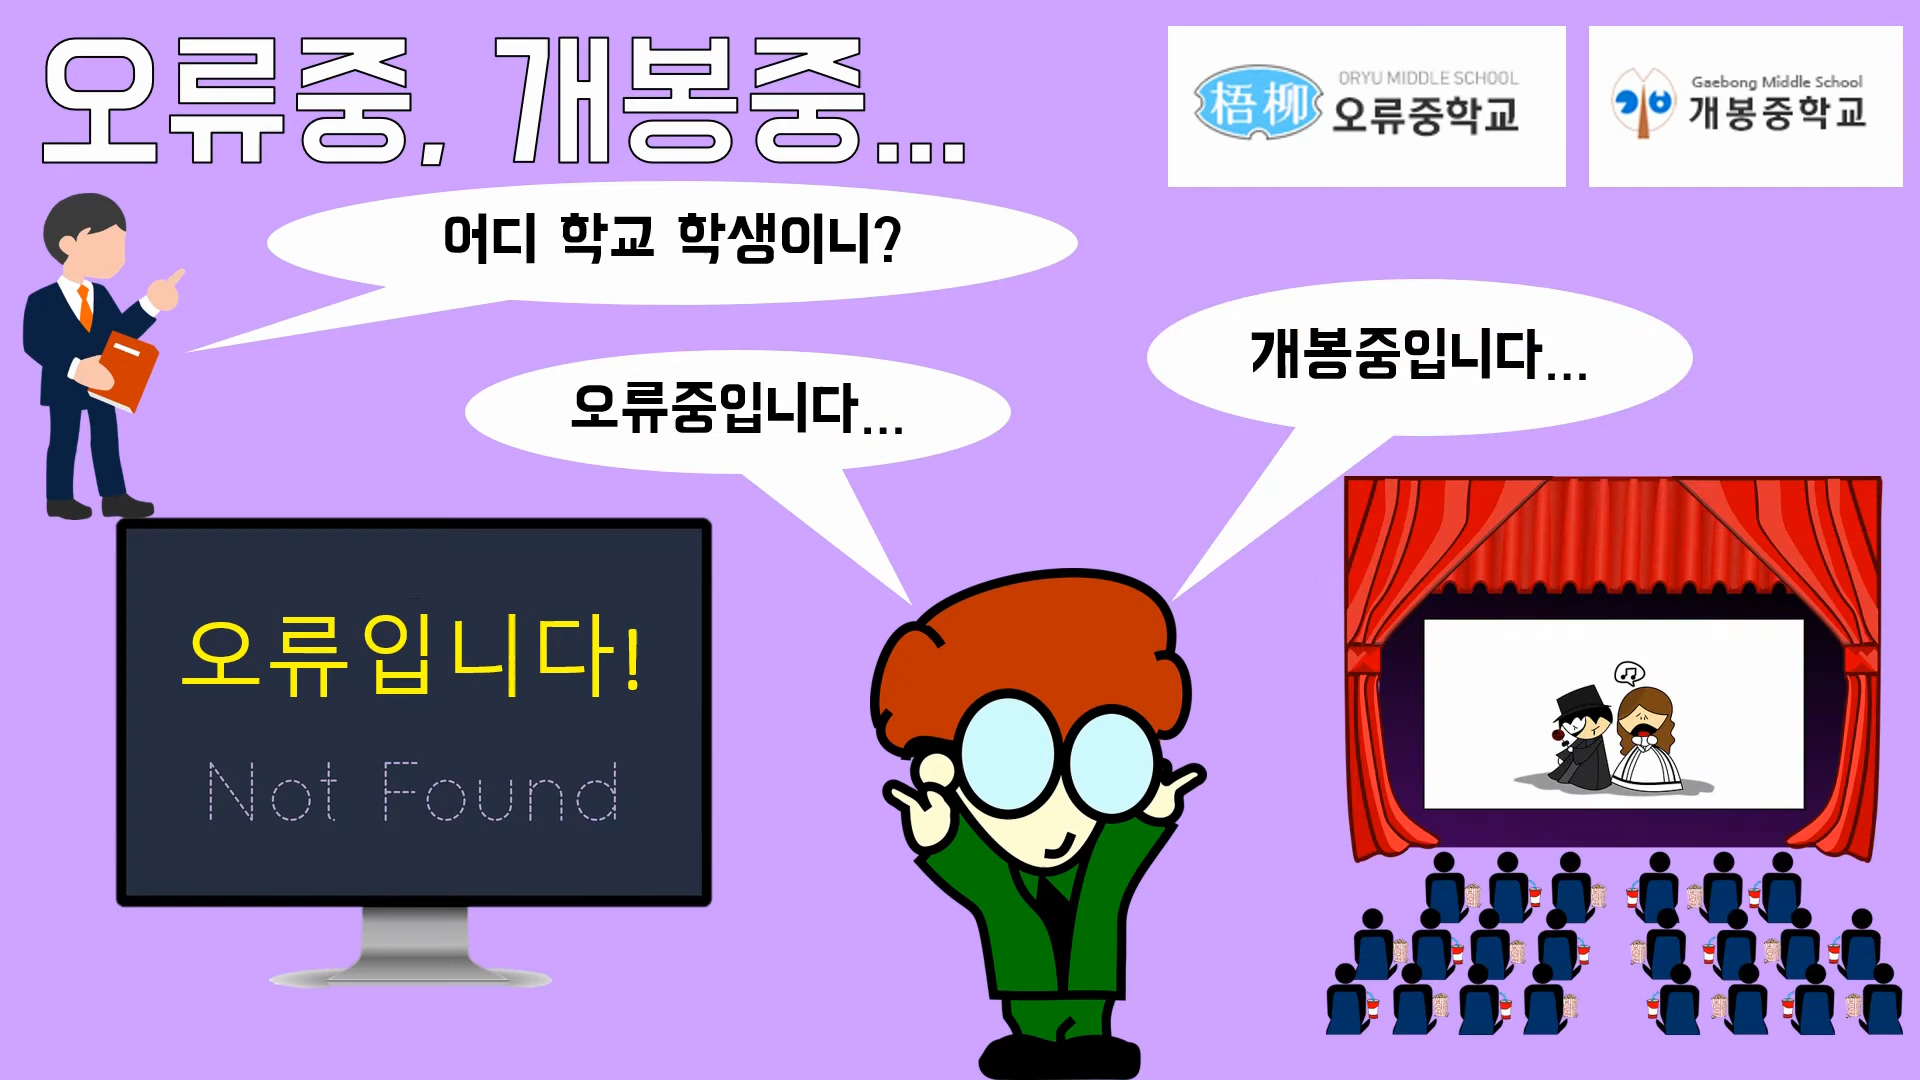 오류중, 개봉중...
梧柳
ORYU MIDDLE SCHOOL
오류중학교
Gaebong Middle School
개봉중학교
어디 학교 학생이니?
개봉중입니다...
오류중입니다...
오류입니다!
Not Found